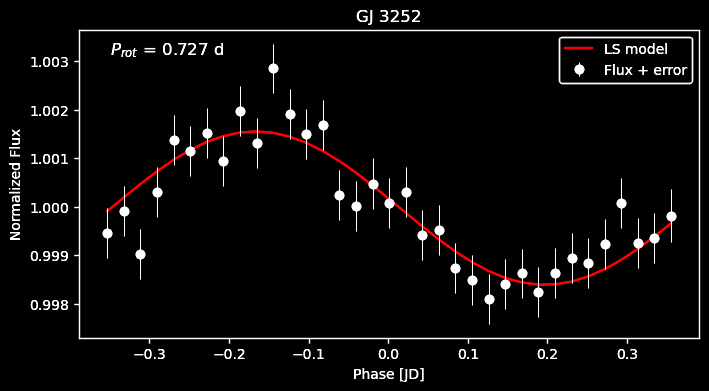 GJ 3252
P_rot = 0.727 d
LS model
Flux + error
Normalized Flux
1.003
1.002
1.001
1.000
0.999
0.998
−0.3 −0.2 −0.1 0.0 0.1 0.2 0.3
Phase [JD]